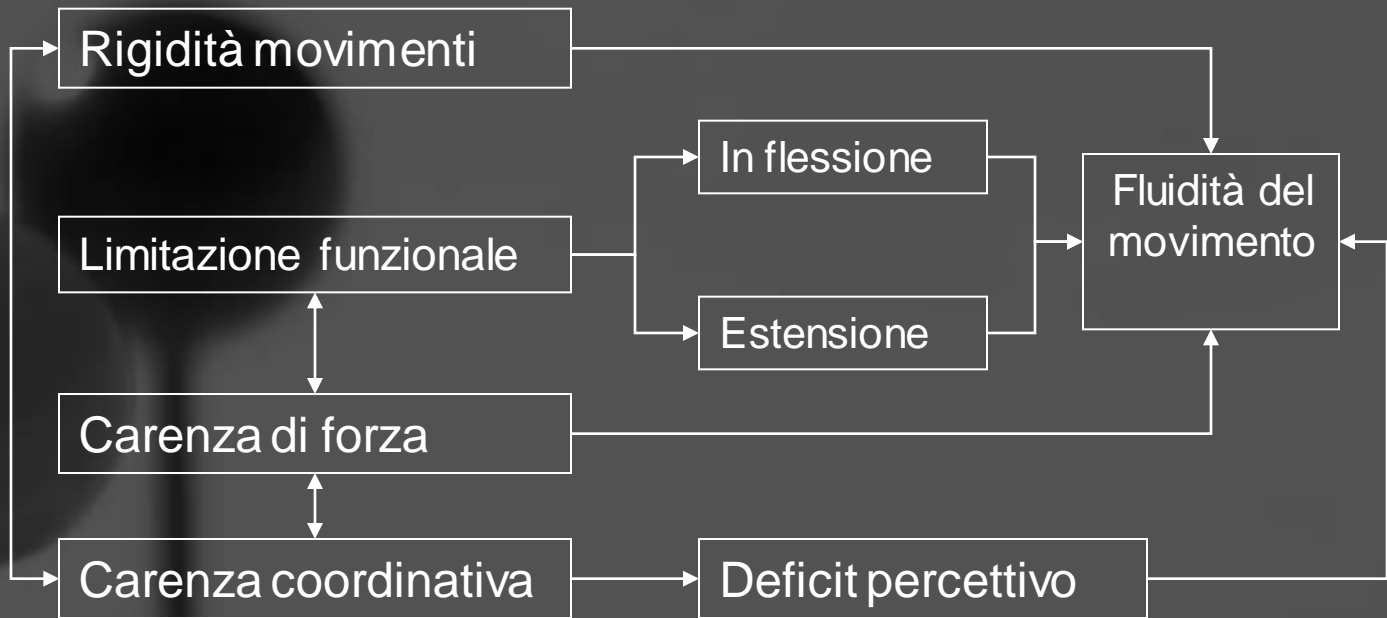 Rigidità movimenti
In flessione
Fluidità del
movimento
Limitazione funzionale
Estensione
Carenza di forza
Carenza coordinativa
Deficit percettivo